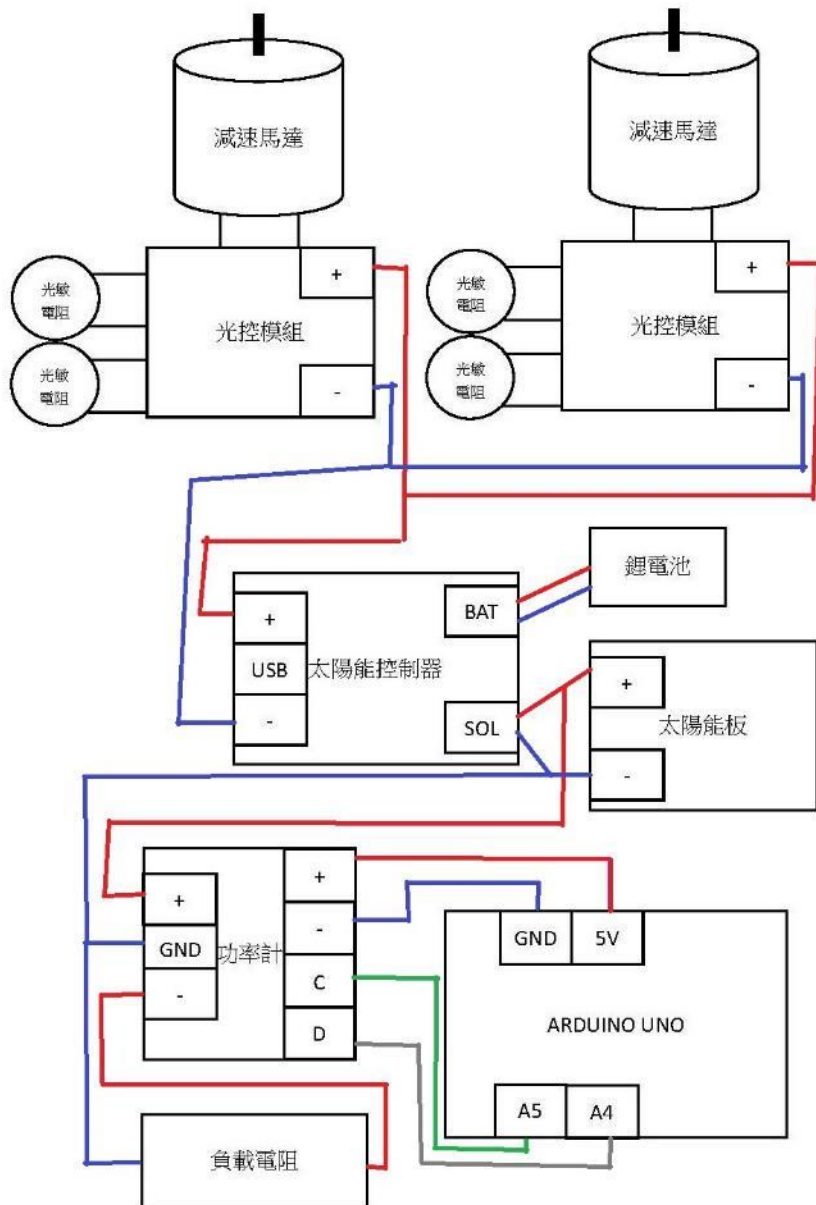 減速馬達
減速馬達
光敏
電阻
+
光控模組
光敏
電阻
-
光敏
電阻
+
光控模組
光敏
電阻
-
鋰電池
+
BAT
USB
太陽能控制器
-
SOL
+
太陽能板
-
+
GND
功率計
-
+
-
C
D
GND
5V
ARDUINO UNO
A5
A4
負載電阻